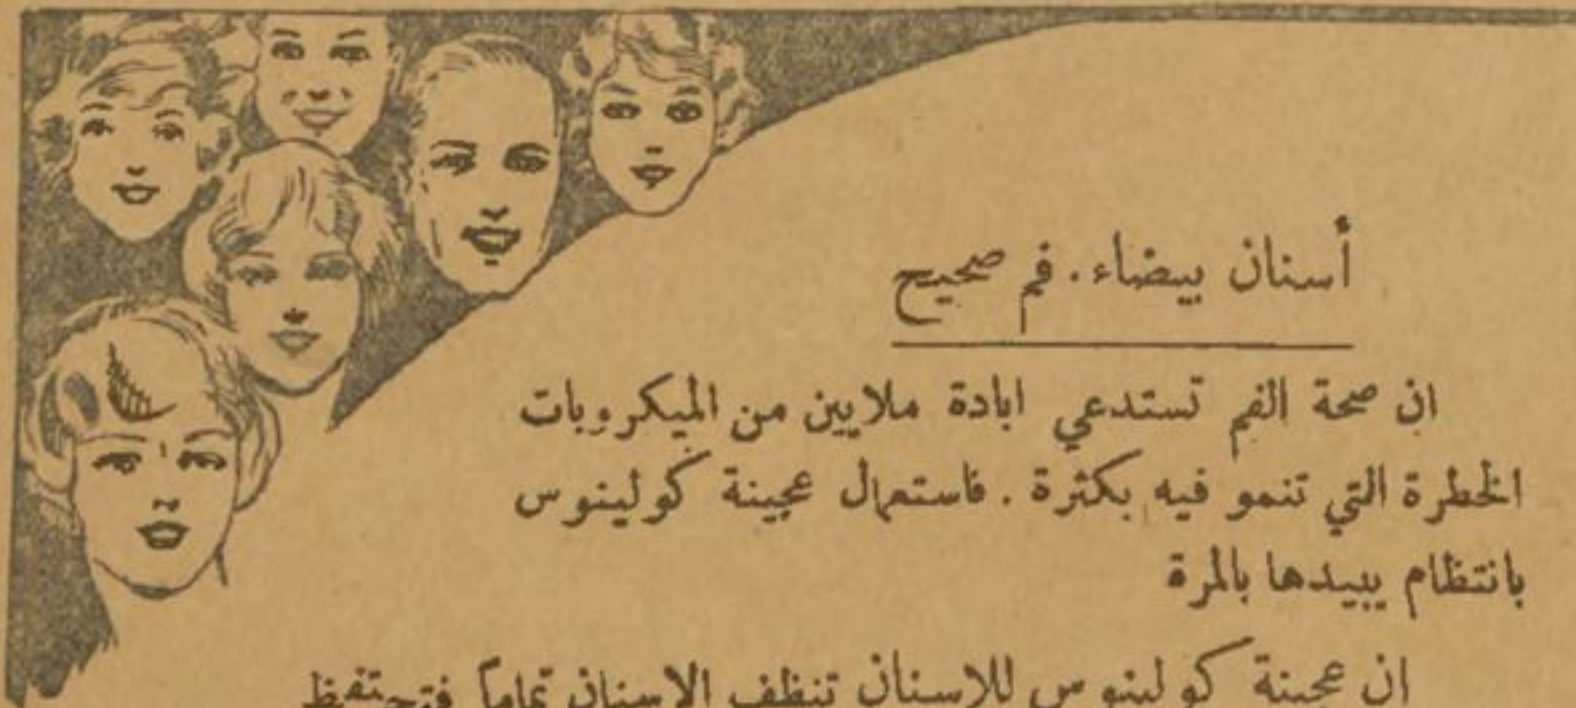 أسنان بيضاء. فم صحيح
ان صحة الفم تستدعي ابادة ملايين من الميكروبات
الخطرة التي تنمو فيه بكثرة. فاستعمال عجينة كولينوس
بانتظام يبيدها بالمرة
ان عجينة كولينوس للاسنان تنظف الاسنان تماماً فتحتفظ